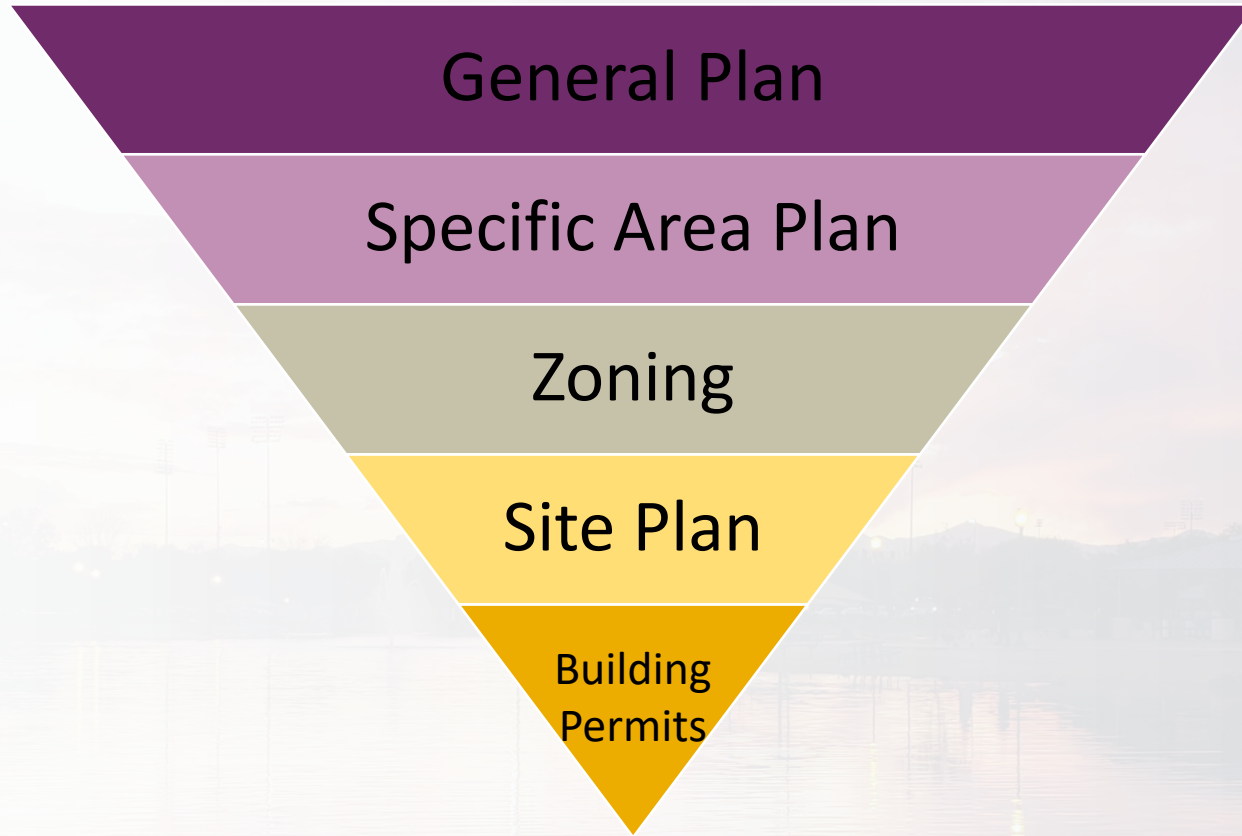 General Plan
Specific Area Plan
Zoning
Site Plan
Building
Permits